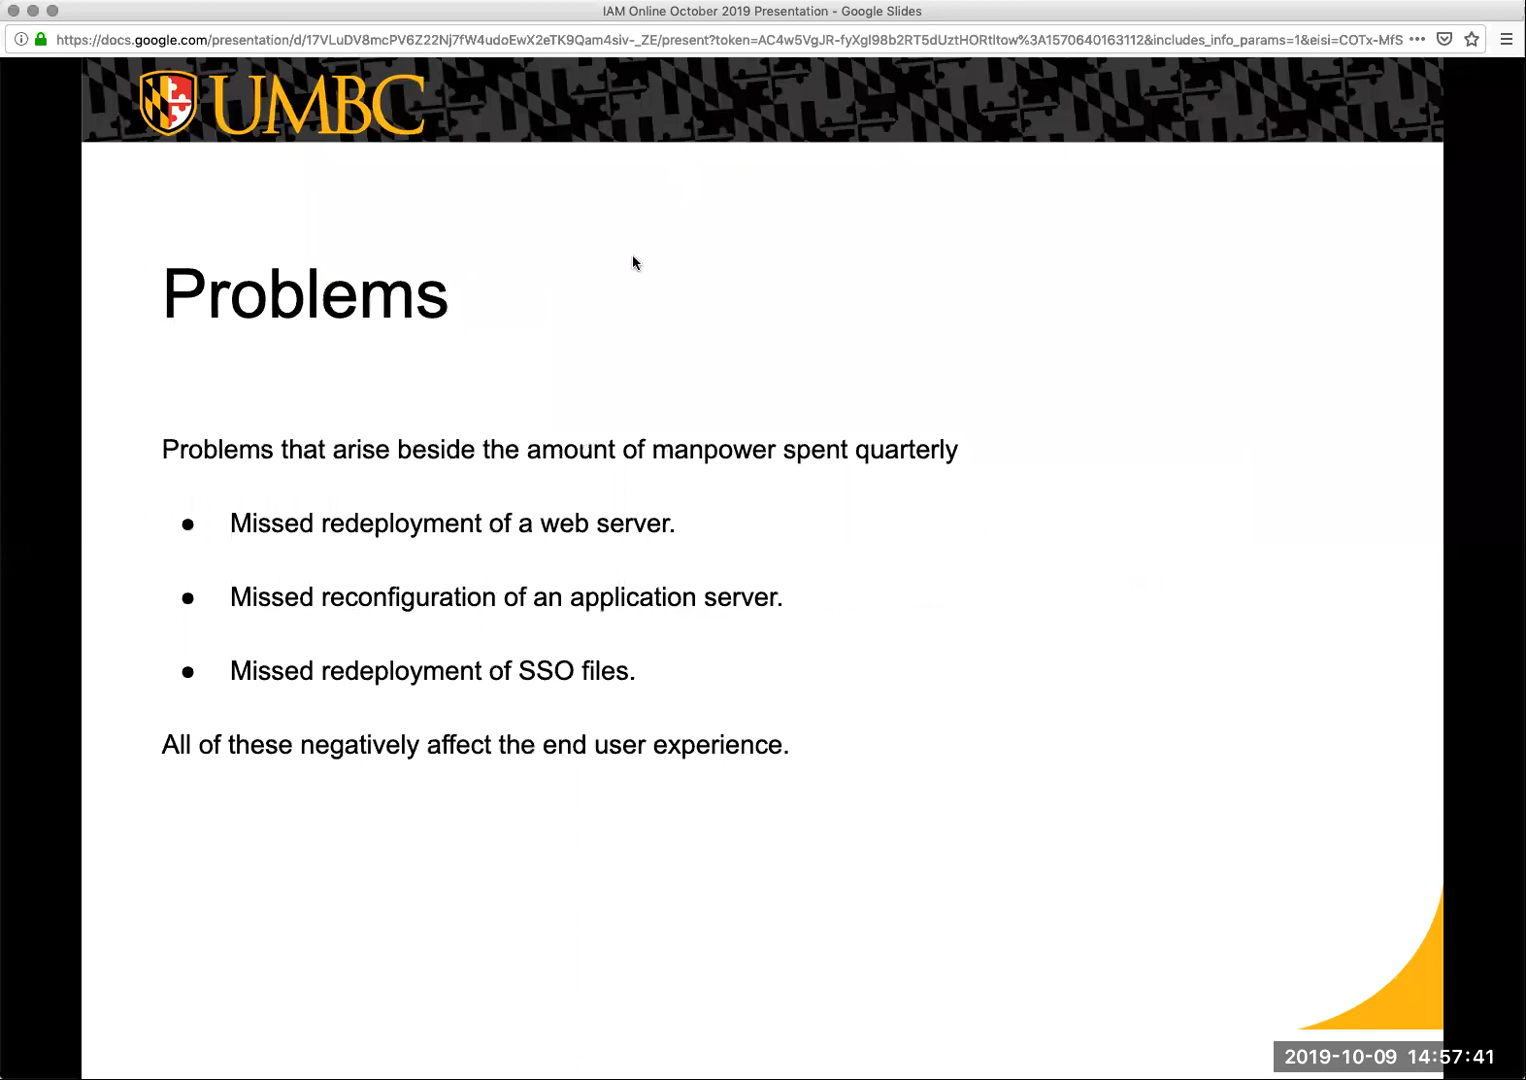 IAM Online October 2019 Presentation - Google Slides
https://docs.google.com/presentation/d/17VLuDV8mcPV6Z22Nj7fW4udoEwX2eTK9Qam4siv-_ZE/present?token=AC4w5VgJR-fyXgI98b2RT5dUztHORtItow%3A1570640163112&includes_info_params=1&eisi=COTx-MfS
UMBC
Problems
Problems that arise beside the amount of manpower spent quarterly
● Missed redeployment of a web server.
● Missed reconfiguration of an application server.
● Missed redeployment of SSO files.
All of these negatively affect the end user experience.
2019-10-09 14:57:41